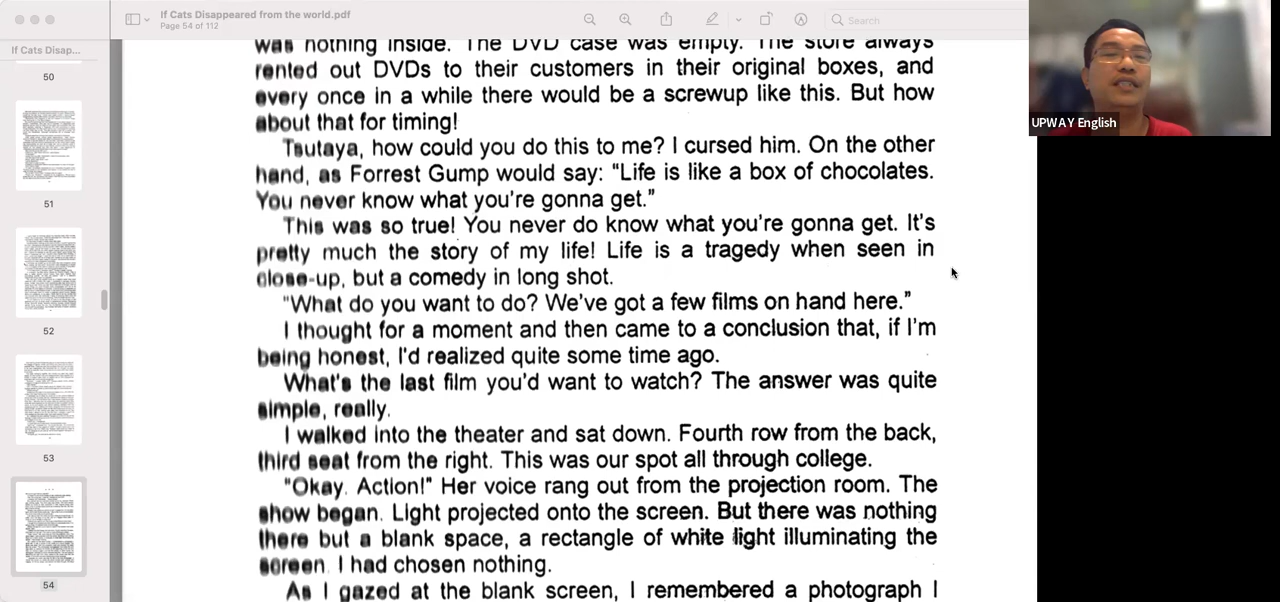 If Cats Disappeared from the world.pdf
Page 54 of 112
Search
If Cats Disap...
50
51
52
53
54
was nothing inside. The DVD case was empty. The store always
rented out DVDs to their customers in their original boxes, and
every once in a while there would be a screwup like this. But how
about that for timing!
Tsutaya, how could you do this to me? I cursed him. On the other
hand, as Forrest Gump would say: “Life is like a box of chocolates.
You never know what you’re gonna get.”
This was so true! You never do know what you’re gonna get. It’s
pretty much the story of my life! Life is a tragedy when seen in
close-up, but a comedy in long shot.
“What do you want to do? We’ve got a few films on hand here.”
I thought for a moment and then came to a conclusion that, if I’m
being honest, I’d realized quite some time ago.
What’s the last film you’d want to watch? The answer was quite
simple, really.
I walked into the theater and sat down. Fourth row from the back,
third seat from the right. This was our spot all through college.
“Okay. Action!” Her voice rang out from the projection room. The
show began. Light projected onto the screen. But there was nothing
there but a blank space, a rectangle of white light illuminating the
screen. I had chosen nothing.
As I gazed at the blank screen, I remembered a photograph I
UPWAY English